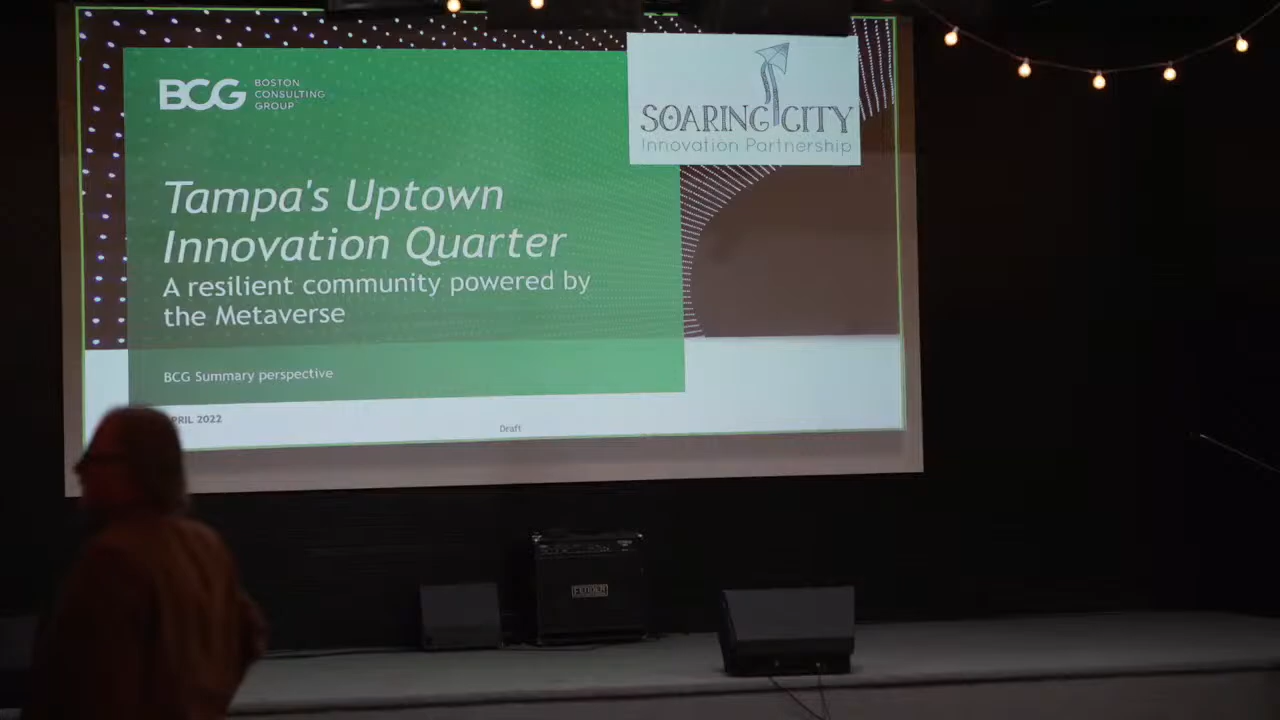 BCG
BOSTON
CONSULTING
GROUP
SOARING CITY
Innovation Partnership
Tampa's Uptown
Innovation Quarter
A resilient community powered by
the Metaverse
BCG Summary perspective
PRIL 2022
Draft
FENDER